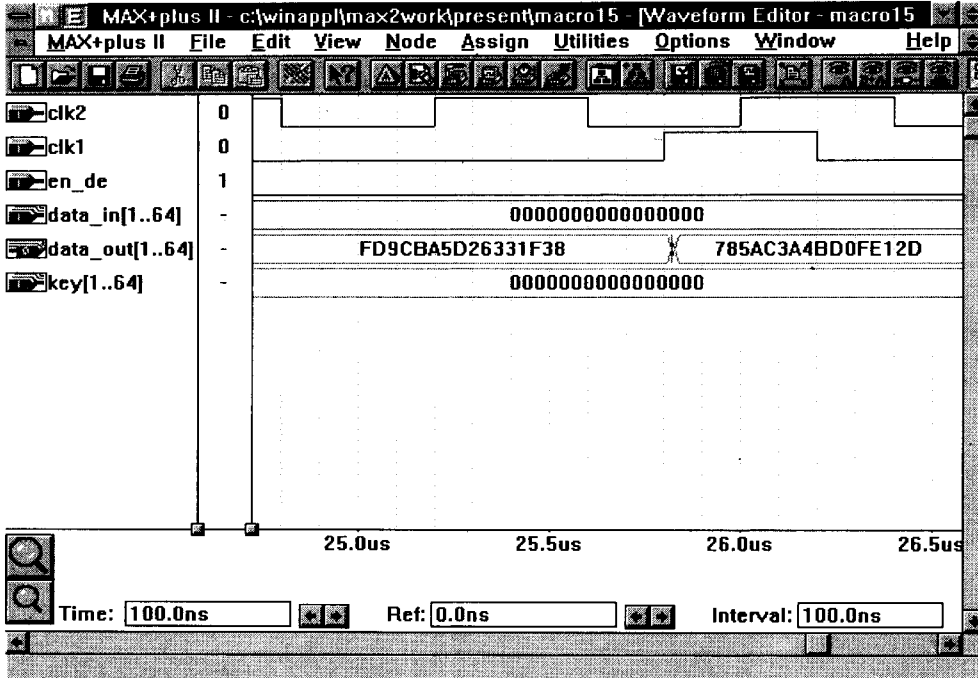 MAX+plus II - c:\winappl\max2work\present\macro15 - [Waveform Editor - macro15
MAX+plus II File Edit View Node Assign Utilities Options Window Help
clk2 0
clk1 0
en_de 1
data_in[1..64] - 0000000000000000
data_out[1..64] - FD9CBA5D26331F38 785AC3A4BD0FE12D
key[1..64] - 0000000000000000
25.0us 25.5us 26.0us 26.5us
Time: 100.0ns Ref: 0.0ns Interval: 100.0ns